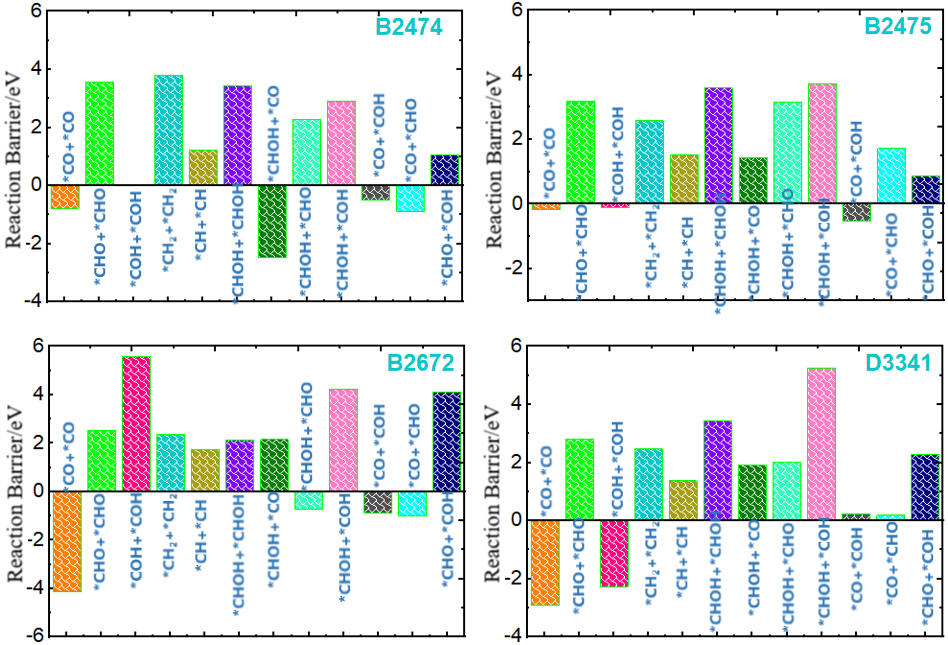 B2474
Reaction Barrier/eV
6
4
2
0
-2
-4
*CO+*CO
*CHO+*CHO
*COH+*COH
*CH2+*CH2
*CH+*CH
*CHOH+*CHOH
*CHOH+*CO
*CHOH+*CHO
*CHOH+*COH
*CO+*COH
*CO+*CHO
*CHO+*COH
B2475
Reaction Barrier/eV
6
4
2
0
-2
*CO+*CO
*CHO+*CHO
*COH+*COH
*CH2+*CH2
*CH+*CH
*CHOH+*CHOH
*CHOH+*CO
*CHOH+*CHO
*CHOH+*COH
*CO+*COH
*CO+*CHO
*CHO+*COH
B2672
Reaction Barrier/eV
6
4
2
0
-2
-4
-6
*CO+*CO
*CHO+*CHO
*COH+*COH
*CH2+*CH2
*CH+*CH
*CHOH+*CHOH
*CHOH+*CO
*CHOH+*CHO
*CHOH+*COH
*CO+*COH
*CO+*CHO
*CHO+*COH
D3341
Reaction Barrier/eV
6
4
2
0
-2
-4
*CO+*CO
*CHO+*CHO
*COH+*COH
*CH2+*CH2
*CH+*CH
*CHOH+*CHOH
*CHOH+*CO
*CHOH+*CHO
*CHOH+*COH
*CO+*COH
*CO+*CHO
*CHO+*COH